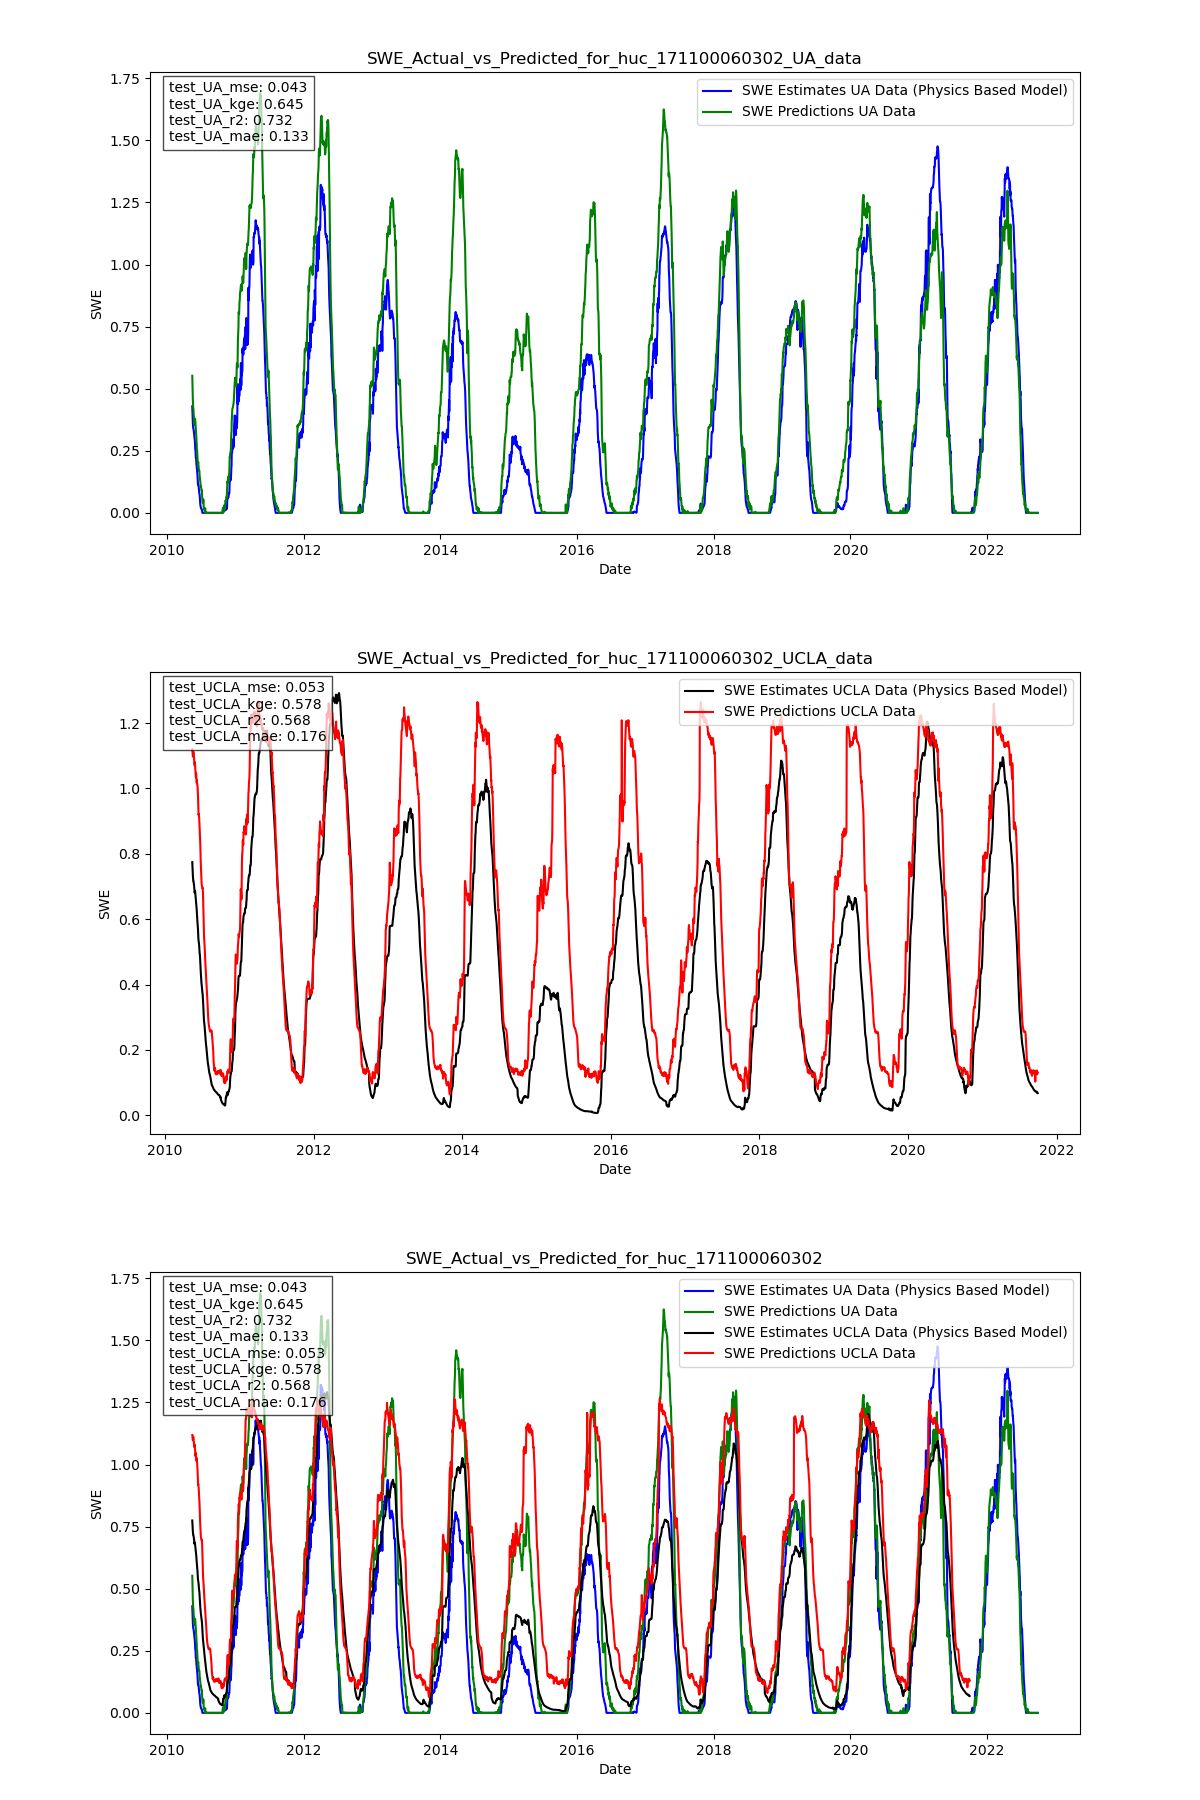 SWE_Actual_vs_Predicted_for_huc_171100060302_UA_data
test_UA_mse: 0.043
test_UA_kge: 0.645
test_UA_r2: 0.732
test_UA_mae: 0.133
SWE Estimates UA Data (Physics Based Model)
SWE Predictions UA Data
1.75
1.50
1.25
1.00
0.75
0.50
0.25
0.00
SWE
2010 2012 2014 2016 2018 2020 2022
Date
SWE_Actual_vs_Predicted_for_huc_171100060302_UCLA_data
test_UCLA_mse: 0.053
test_UCLA_kge: 0.578
test_UCLA_r2: 0.568
test_UCLA_mae: 0.176
SWE Estimates UCLA Data (Physics Based Model)
SWE Predictions UCLA Data
1.2
1.0
0.8
0.6
0.4
0.2
0.0
SWE
2010 2012 2014 2016 2018 2020 2022
Date
SWE_Actual_vs_Predicted_for_huc_171100060302
test_UA_mse: 0.043
test_UA_kge: 0.645
test_UA_r2: 0.732
test_UA_mae: 0.133
test_UCLA_mse: 0.053
test_UCLA_kge: 0.578
test_UCLA_r2: 0.568
test_UCLA_mae: 0.176
SWE Estimates UA Data (Physics Based Model)
SWE Predictions UA Data
SWE Estimates UCLA Data (Physics Based Model)
SWE Predictions UCLA Data
1.75
1.50
1.25
1.00
0.75
0.50
0.25
0.00
SWE
2010 2012 2014 2016 2018 2020 2022
Date